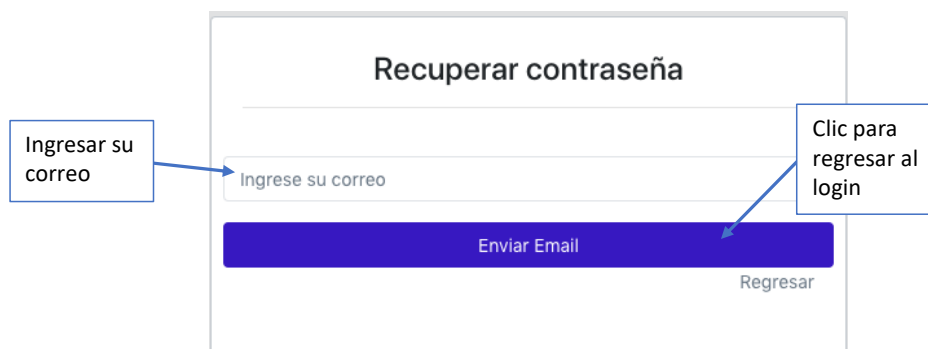 Recuperar contraseña
Ingresar su
correo
Clic para
regresar al
login
Ingrese su correo
Enviar Email
Regresar